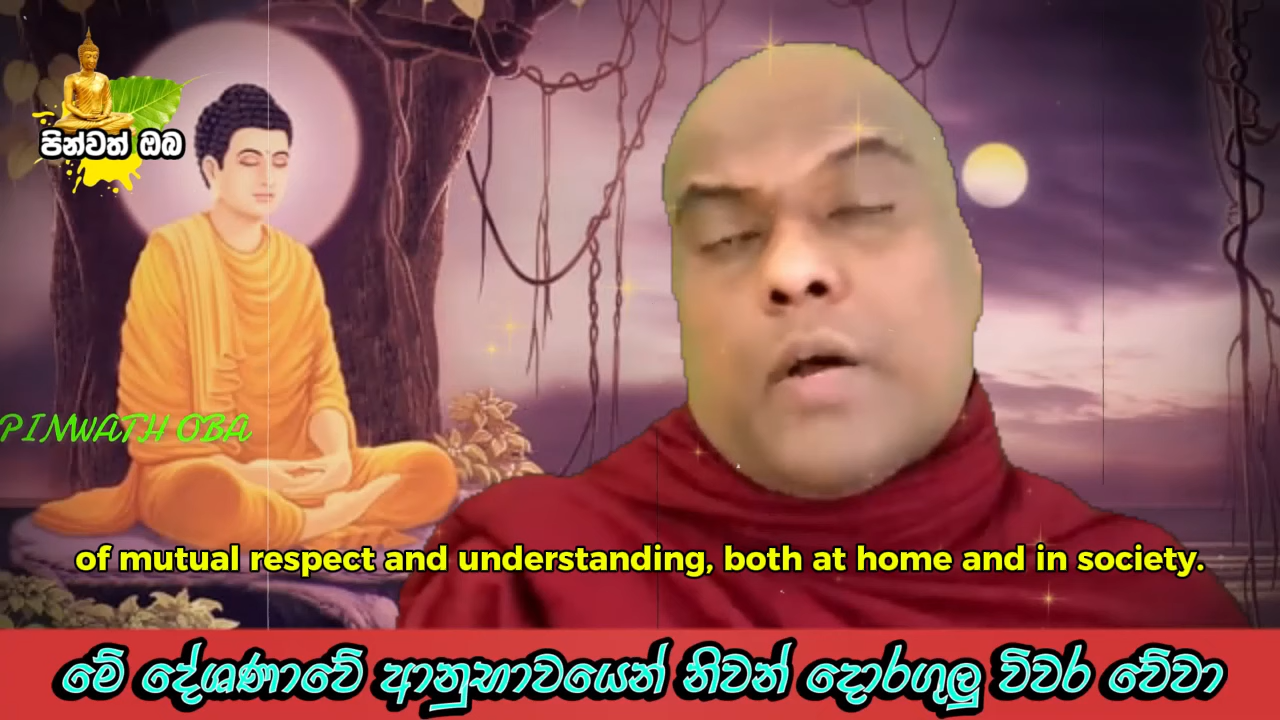 පින්වත් ඔබ
PINWATH OBA
of mutual respect and understanding, both at home and in society.
මේ දේශණාවේ ආනුභාවයෙන් නිවන් දොරගුලු විවර වේවා